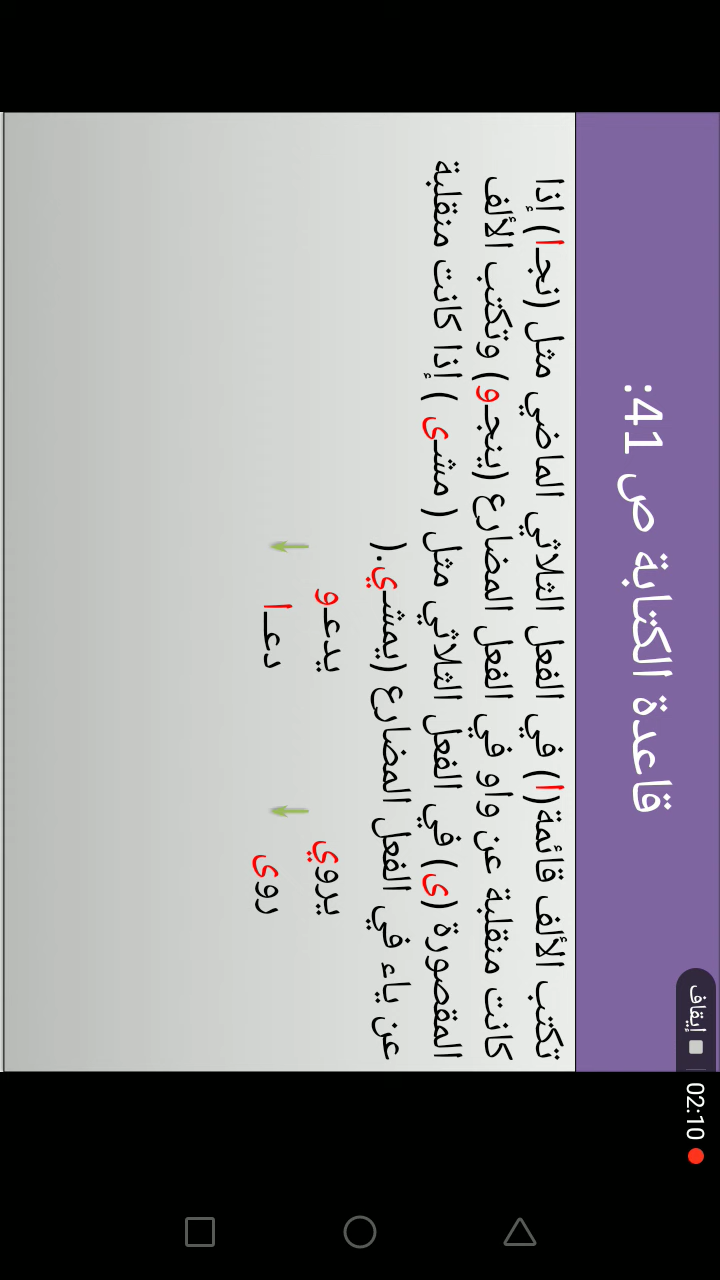 إيقاف 02:10
قاعدة الكتابة ص 41:
تكتب الألف قائمة(ا) في الفعل الثلاثي الماضي مثل (نجـا) إذا
كانت منقلبة عن واو في الفعل المضارع (ينجـو) وتكتب الألف
المقصورة (ى) في الفعل الثلاثي مثل ( مشـى ) إذا كانت منقلبة
عن ياء في الفعل المضارع (يمشـي).
يدعـو يروي
دعـا روى